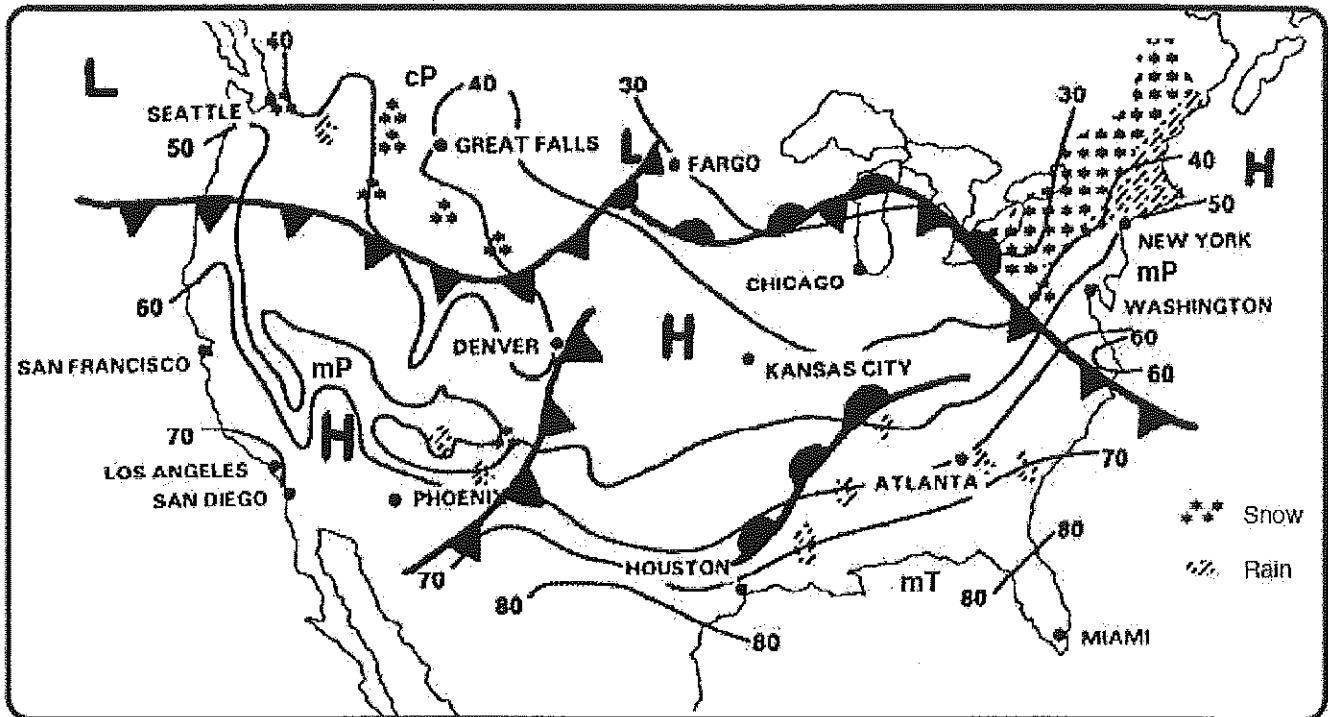 40
L
cP
40
30
30
SEATTLE
50
GREAT FALLS
L
FARGO
40
H
50
NEW YORK
mP
CHICAGO
WASHINGTON
60
60
60
SAN FRANCISCO
DENVER
H
KANSAS CITY
mP
70
H
LOS ANGELES
SAN DIEGO
PHOENIX
ATLANTA
70
Snow
70
HOUSTON
80
Rain
80
mT
80
80
MIAMI